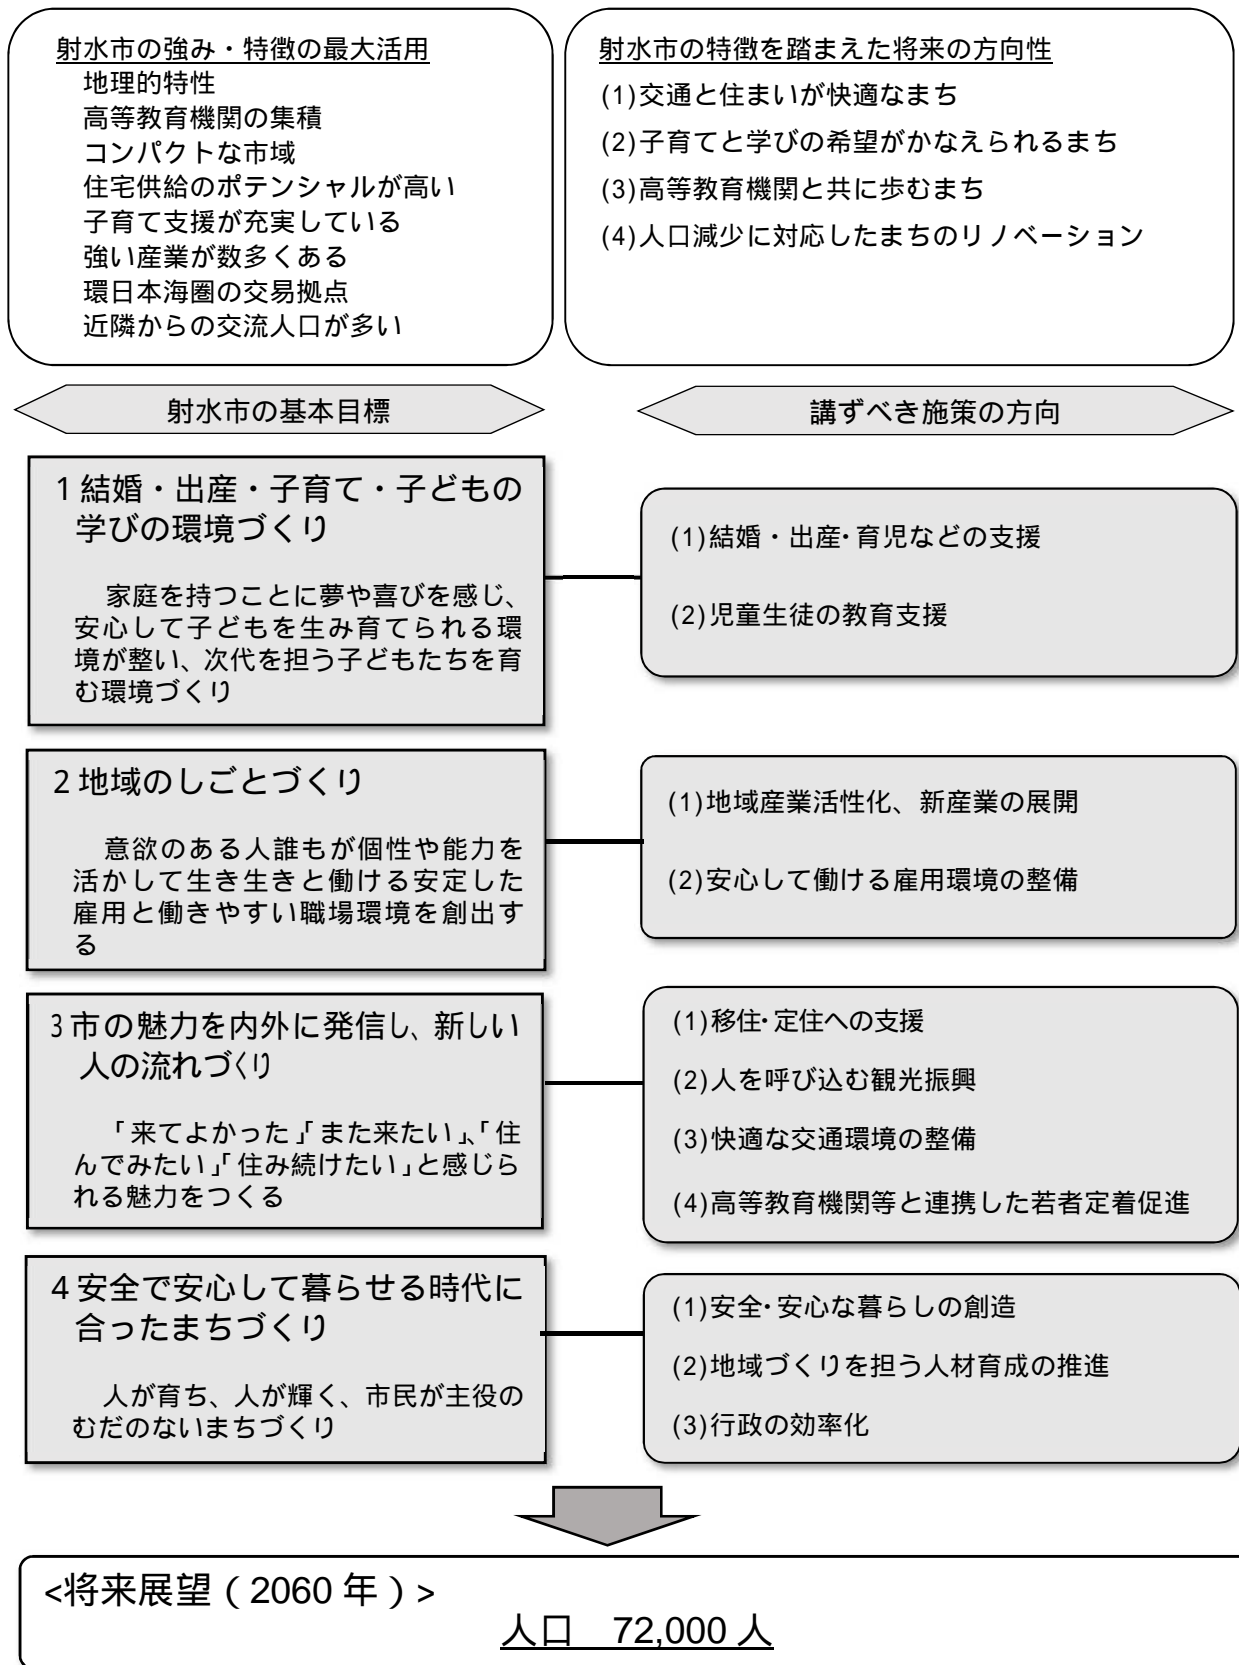 射水市の強み・特徴の最大活用
地理的特性
高等教育機関の集積
コンパクトな市域
住宅供給のポテンシャルが高い
子育て支援が充実している
強い産業が数多くある
環日本海圏の交易拠点
近隣からの交流人口が多い
射水市の特徴を踏まえた将来の方向性
(1)交通と住まいが快適なまち
(2)子育てと学びの希望がかなえられるまち
(3)高等教育機関と共に歩むまち
(4)人口減少に対応したまちのリノベーション
射水市の基本目標
講ずべき施策の方向
1結婚・出産・子育て・子どもの
学びの環境づくり
家庭を持つことに夢や喜びを感じ、
安心して子どもを生み育てられる環
境が整い、次代を担う子どもたちを育
む環境づくり
(1)結婚・出産・育児などの支援
(2)児童生徒の教育支援
2地域のしごとづくり
意欲のある人誰もが個性や能力を
活かして生き生きと働ける安定した
雇用と働きやすい職場環境を創出す
る
(1)地域産業活性化、新産業の展開
(2)安心して働ける雇用環境の整備
3市の魅力を内外に発信し、新しい
人の流れづくり
「来てよかった」「また来たい」、「住
んでみたい」「住み続けたい」と感じら
れる魅力をつくる
(1)移住・定住への支援
(2)人を呼び込む観光振興
(3)快適な交通環境の整備
(4)高等教育機関等と連携した若者定着促進
4安全で安心して暮らせる時代に
合ったまちづくり
人が育ち、人が輝く、市民が主役の
むだのないまちづくり
(1)安全・安心な暮らしの創造
(2)地域づくりを担う人材育成の推進
(3)行政の効率化
<将来展望(2060年)>
人口　72,000人